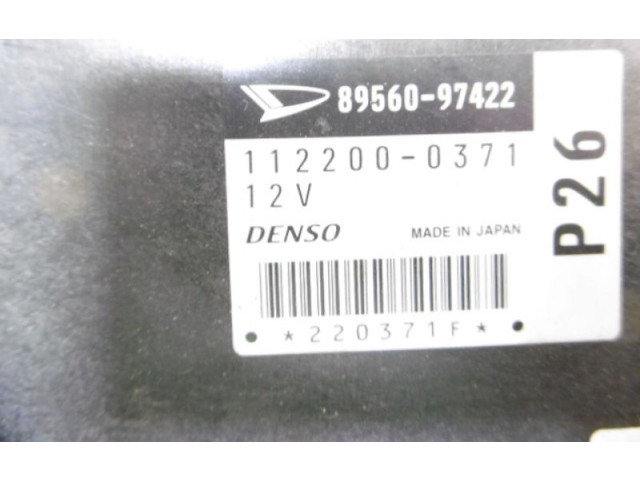 89560-97422
112200-0371
12V
DENSO MADE IN JAPAN
*220371F*
P26